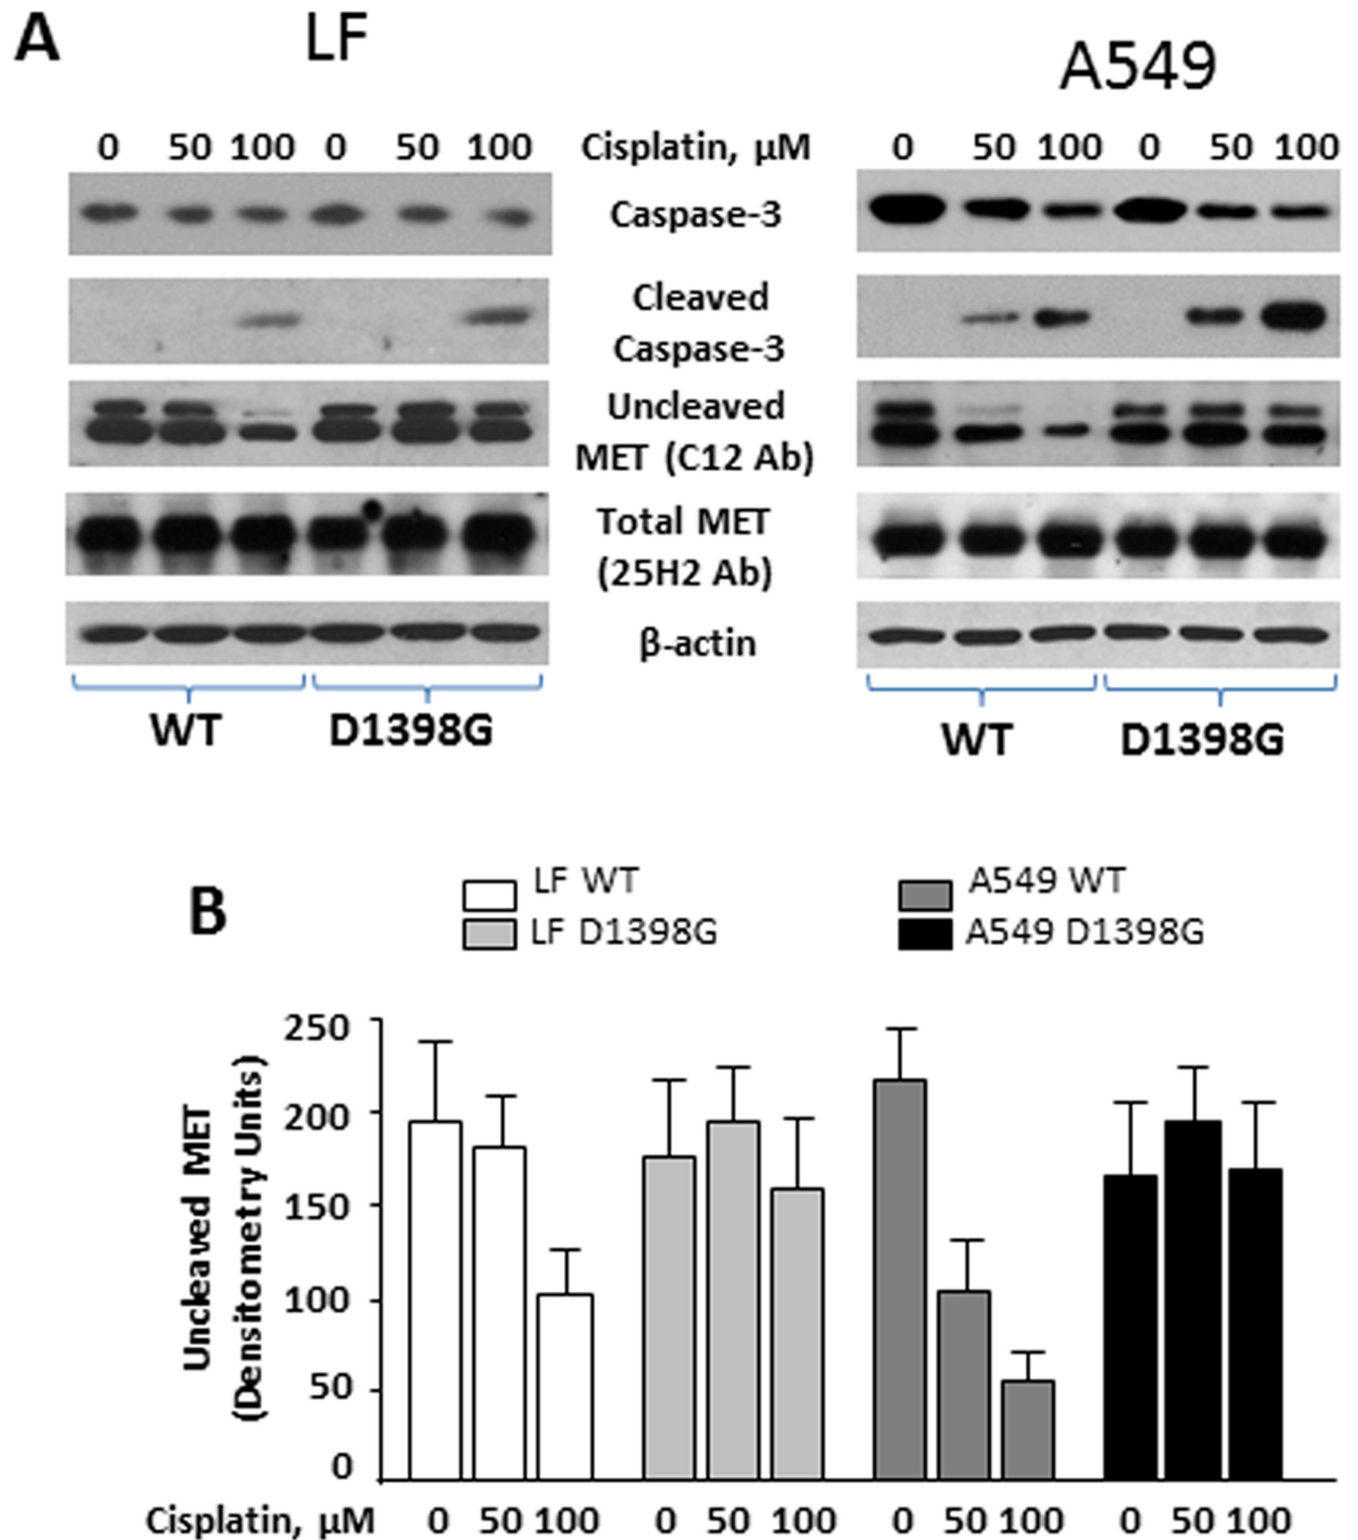 A
LF
A549
0 50 100 0 50 100 Cisplatin, μM 0 50 100 0 50 100
Caspase-3
Cleaved
Caspase-3
Uncleaved
MET (C12 Ab)
Total MET
(25H2 Ab)
β-actin
WT D1398G WT D1398G
B
LF WT A549 WT
LF D1398G A549 D1398G
Uncleaved MET
(Densitometry Units)
250
200
150
100
50
0
Cisplatin, μM 0 50 100 0 50 100 0 50 100 0 50 100